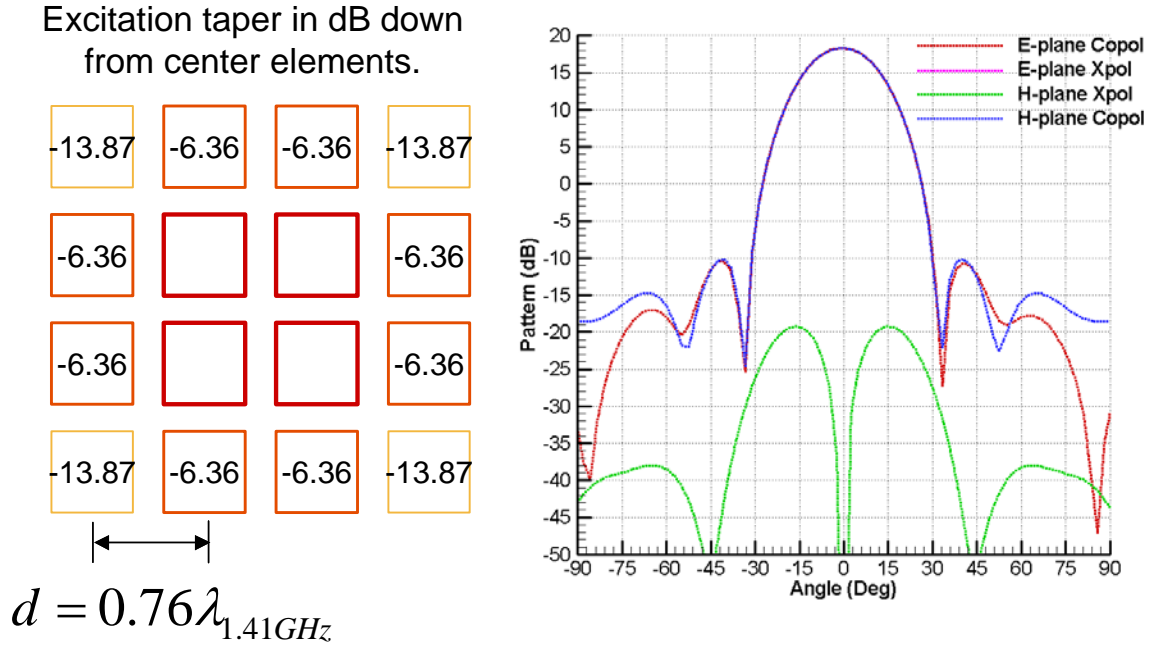 Excitation taper in dB down
from center elements.
-13.87 -6.36 -6.36 -13.87
-6.36 -6.36
-6.36 -6.36
-13.87 -6.36 -6.36 -13.87
d = 0.76λ1.41GHz
E-plane Copol
E-plane Xpol
H-plane Xpol
H-plane Copol
Pattern (dB)
20
15
10
5
0
-5
-10
-15
-20
-25
-30
-35
-40
-45
-50
-90 -75 -60 -45 -30 -15 0 15 30 45 60 75 90
Angle (Deg)